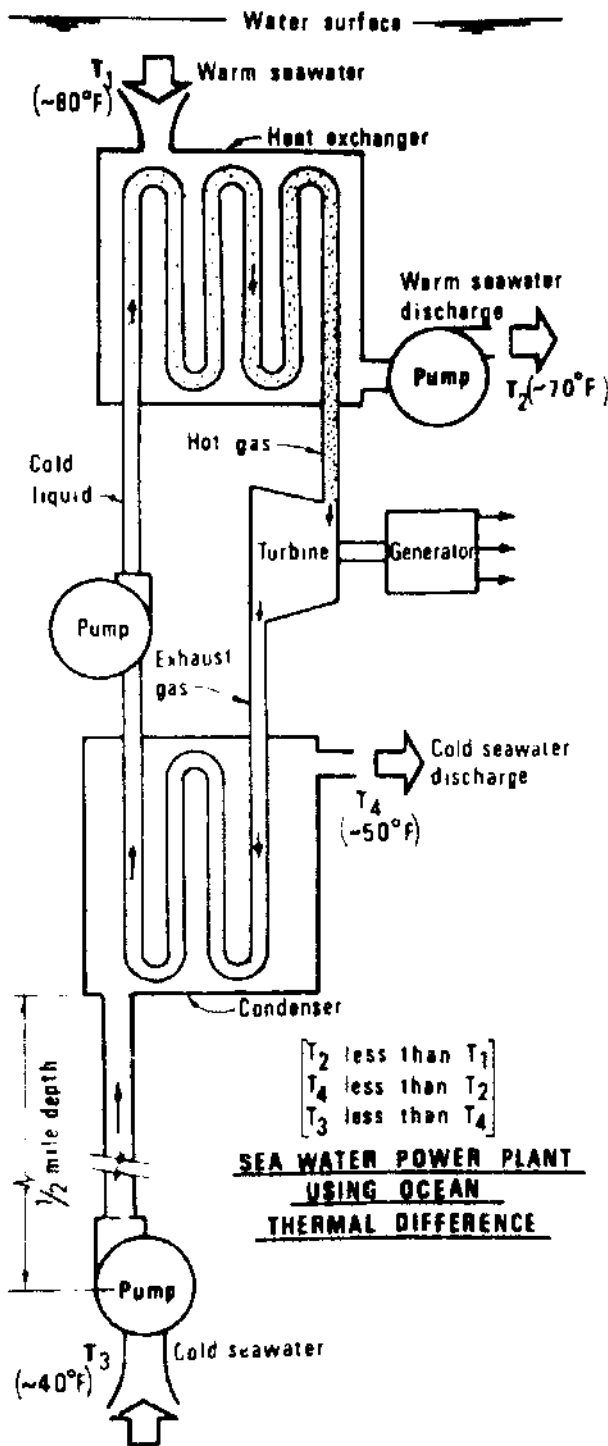 Water surface
T1
(~80°F)
Warm seawater
Heat exchanger
Warm seawater
discharge
Pump
T2 (~70°F)
Hot gas
Cold
liquid
Turbine
Generator
Pump
Exhaust
gas
Cold seawater
discharge
T4
(~50°F)
Condenser
1/2 mile depth
T2 less than T1
T4 less than T2
T3 less than T4
SEA WATER POWER PLANT
USING OCEAN
THERMAL DIFFERENCE
Pump
T3
(~40°F)
Cold seawater